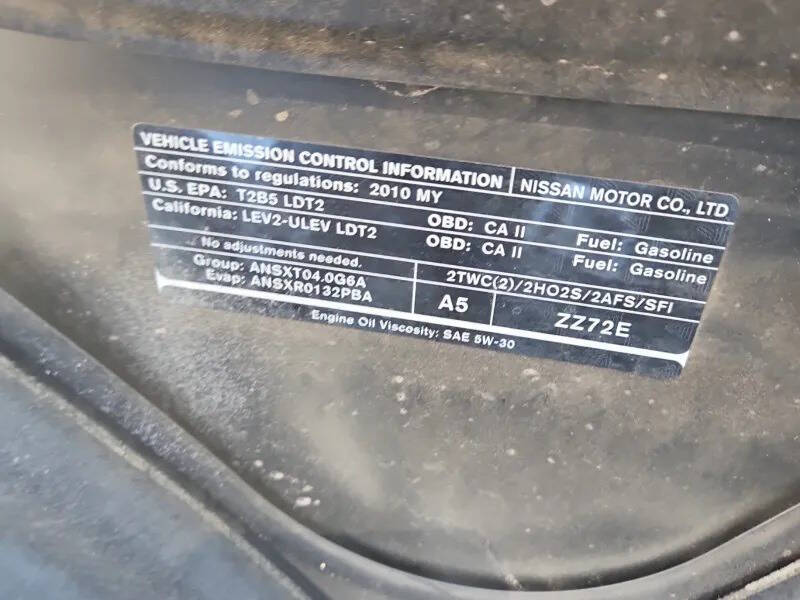 VEHICLE EMISSION CONTROL INFORMATION NISSAN MOTOR CO., LTD
Conforms to regulations: 2010 MY
U.S. EPA: T2B5 LDT2 OBD: CA II Fuel: Gasoline
California: LEV2-ULEV LDT2 OBD: CA II Fuel: Gasoline
No adjustments needed.
Group: ANSXT04.0G6A 2TWC(2)/2HO2S/2AFS/SFI
Evap: ANSXR0132PBA A5 ZZ72E
Engine Oil Viscosity: SAE 5W-30